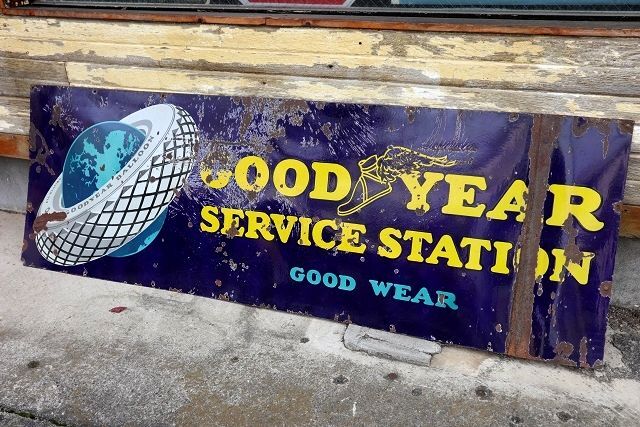 GOODYEAR BALLOON
GOOD YEAR
SERVICE STATION
GOOD WEAR